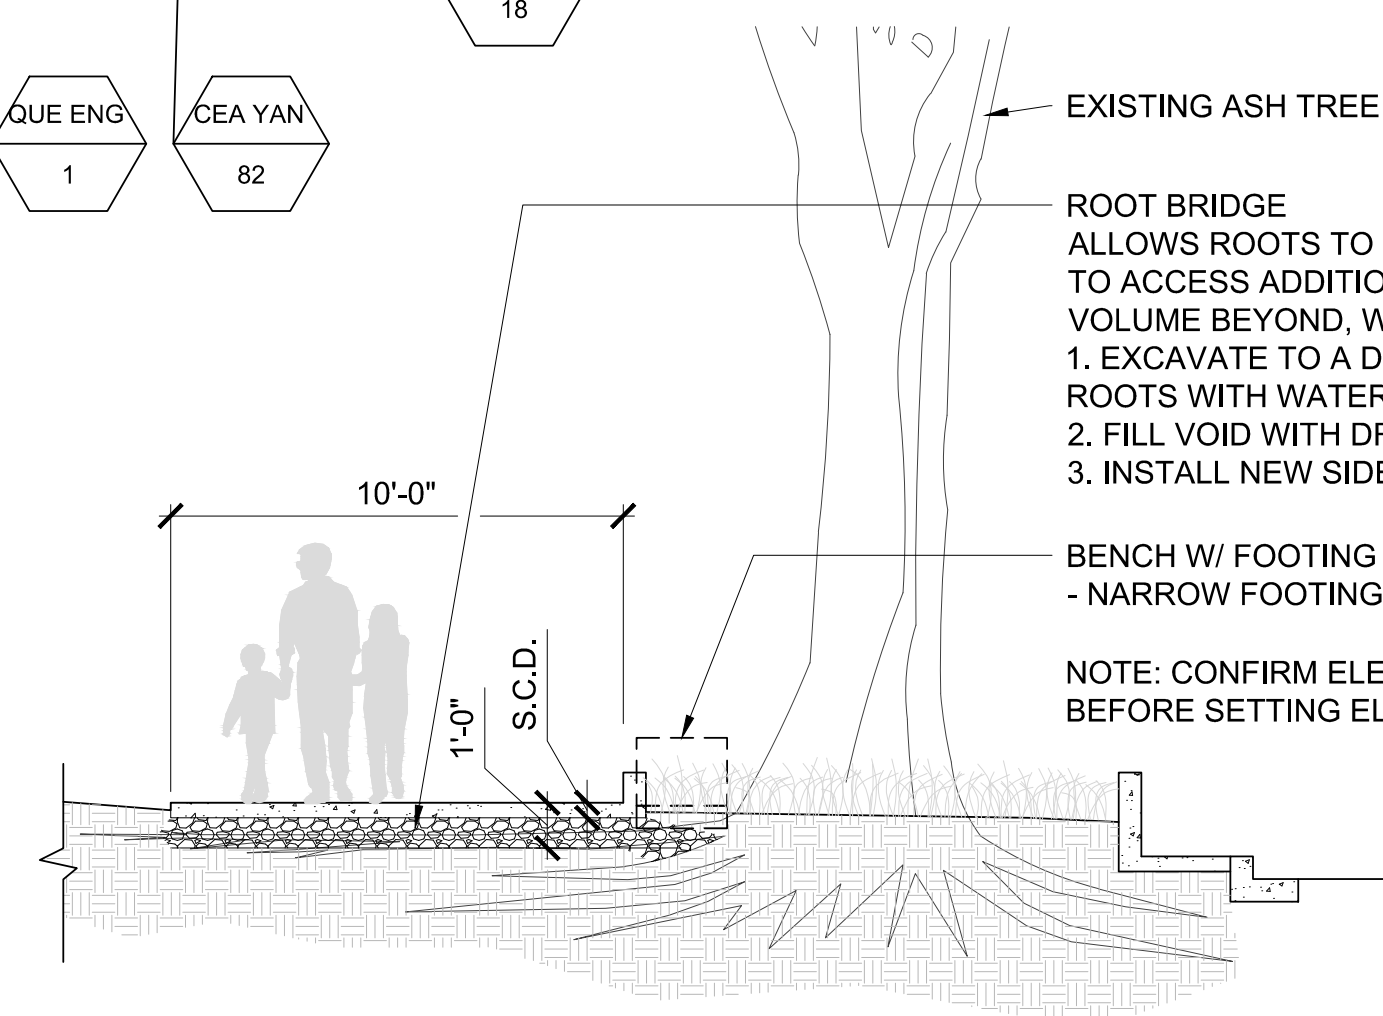 18
QUE ENG
1
CEA YAN
82
EXISTING ASH TREE
ROOT BRIDGE
ALLOWS ROOTS TO
TO ACCESS ADDITIO
VOLUME BEYOND, W
1. EXCAVATE TO A D
ROOTS WITH WATER
2. FILL VOID WITH DR
3. INSTALL NEW SIDE
10'-0"
BENCH W/ FOOTING
- NARROW FOOTING
S.C.D.
1'-0"
NOTE: CONFIRM ELE
BEFORE SETTING EL